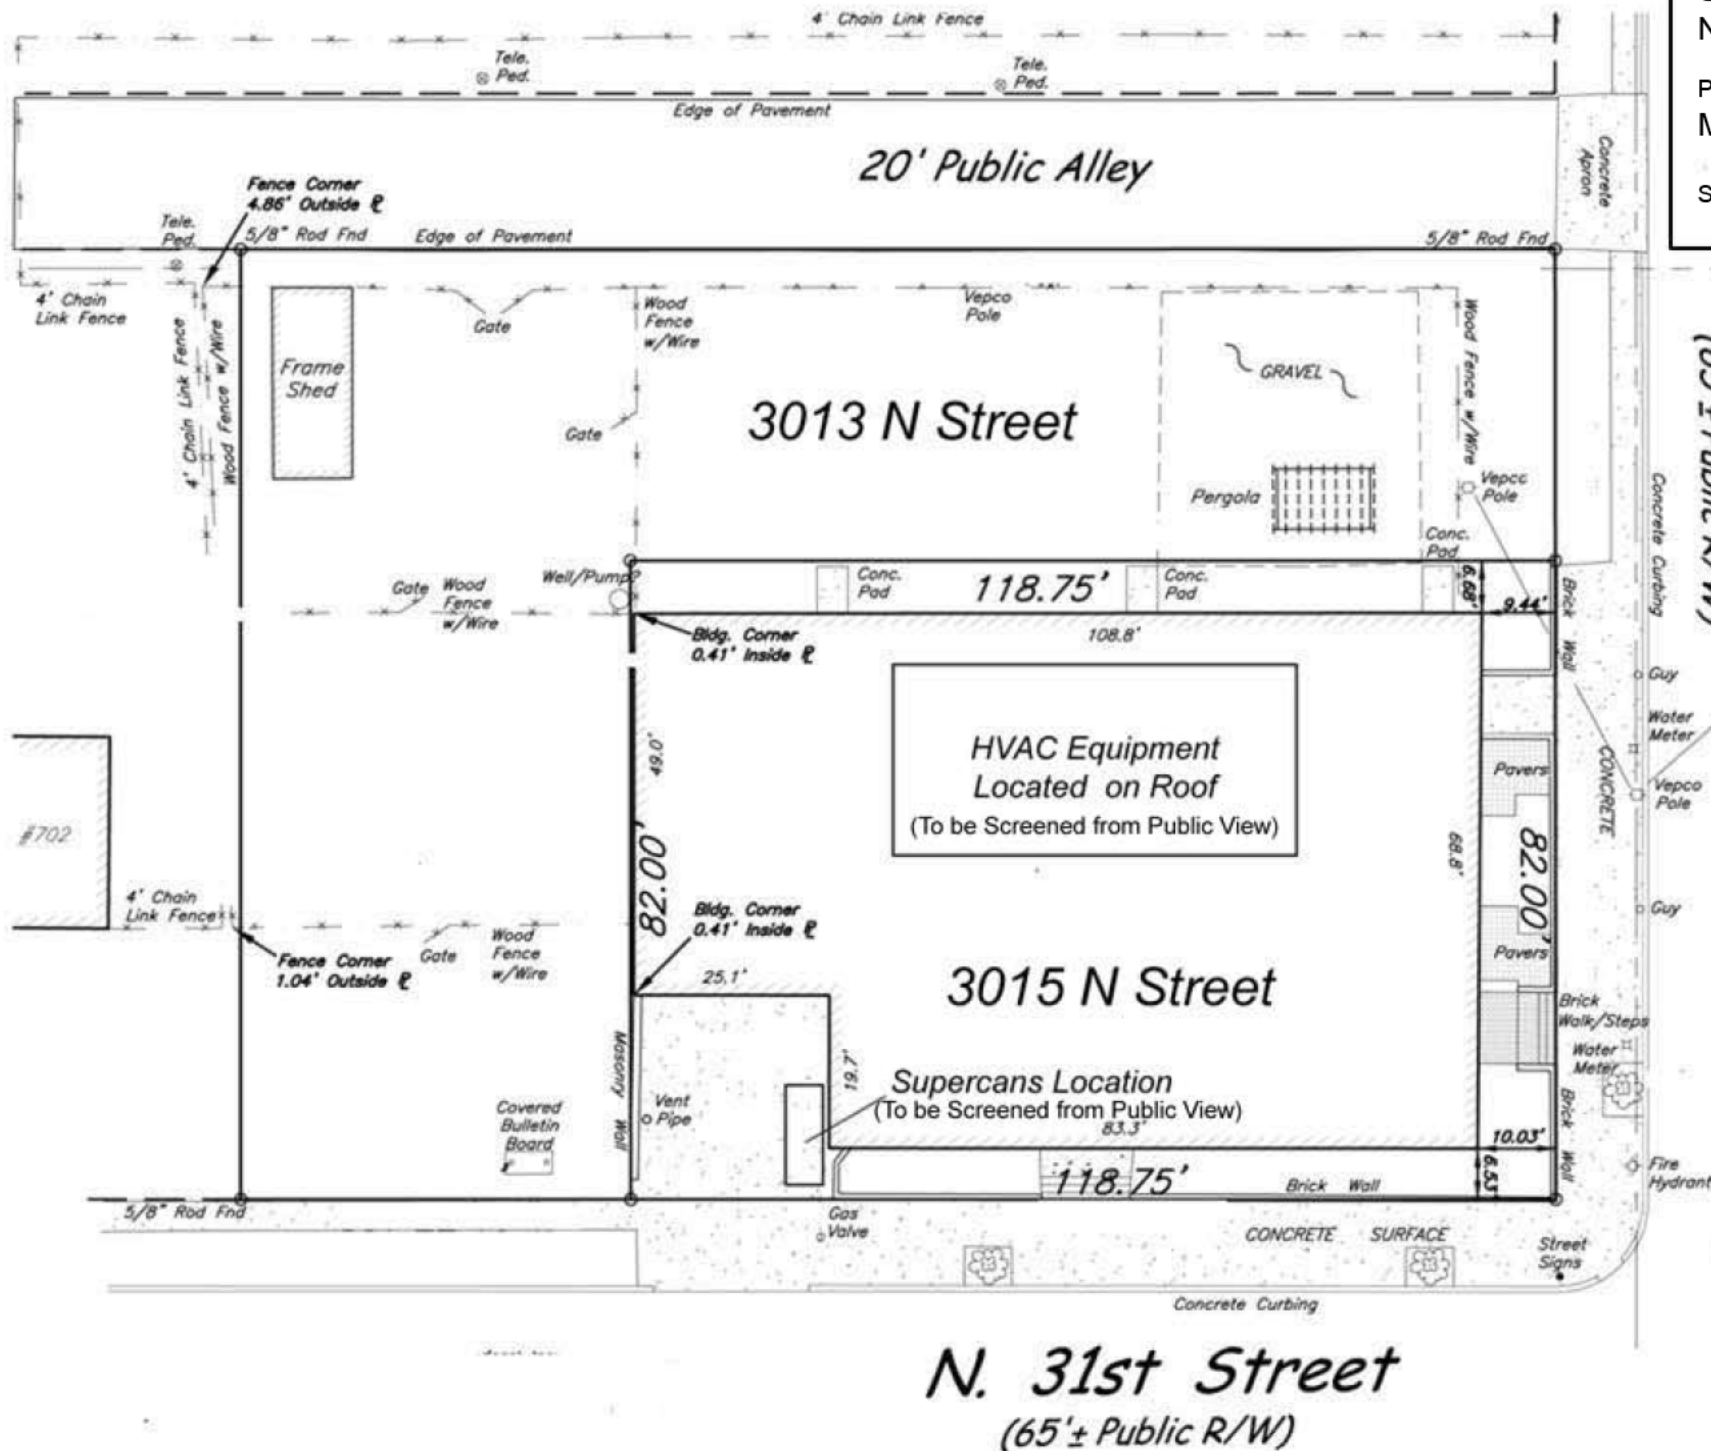 4' Chain Link Fence
N
Tele.
Ped.
Tele.
Ped.
P
M
S
Edge of Pavement
20' Public Alley
Concrete
Apron
Fence Corner
4.86' Outside ℄
Tele.
Ped.
5/8" Rod Fnd
Edge of Pavement
5/8" Rod Fnd
4' Chain
Link Fence
4' Chain Link Fence
Wood Fence w/Wire
Frame
Shed
Gate
Wood
Fence
w/Wire
Vepco
Pole
GRAVEL
Wood Fence w/Wire
3013 N Street
Gate
Pergola
Vepco
Pole
Concrete Curbing
Conc.
Pad
Well/Pump?
Gate
Wood
Fence
w/Wire
Conc.
Pad
118.75'
Conc.
Pad
6.68'
9.44'
Brick Wall
Bldg. Corner
0.41' Inside ℄
108.8'
HVAC Equipment
Located on Roof
(To be Screened from Public View)
49.0'
82.00'
68.8'
Pavers
82.00'
Pavers
CONCRETE
Guy
Water
Meter
Vepco
Pole
Guy
#702
4' Chain
Link Fence
Fence Corner
1.04' Outside ℄
Gate
Wood
Fence
w/Wire
Bldg. Corner
0.41' Inside ℄
25.1'
3015 N Street
Brick
Walk/Steps
Water
Meter
Masonry Wall
19.7'
Supercans Location
(To be Screened from Public View)
83.3'
Covered
Bulletin
Board
Vent
Pipe
10.03'
6.53'
Brick Wall
Fire
Hydrant
118.75'
Brick Wall
5/8" Rod Fnd
Gas
Valve
CONCRETE SURFACE
Street
Signs
Concrete Curbing
N. 31st Street
(65'± Public R/W)